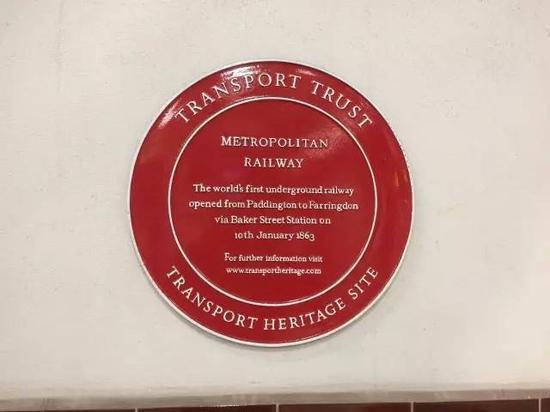 TRANSPORT TRUST
METROPOLITAN
RAILWAY
The world's first underground railway
opened from Paddington to Farringdon
via Baker Street Station on
10th January 1863
For further information visit
www.transportheritage.com
TRANSPORT HERITAGE SITE